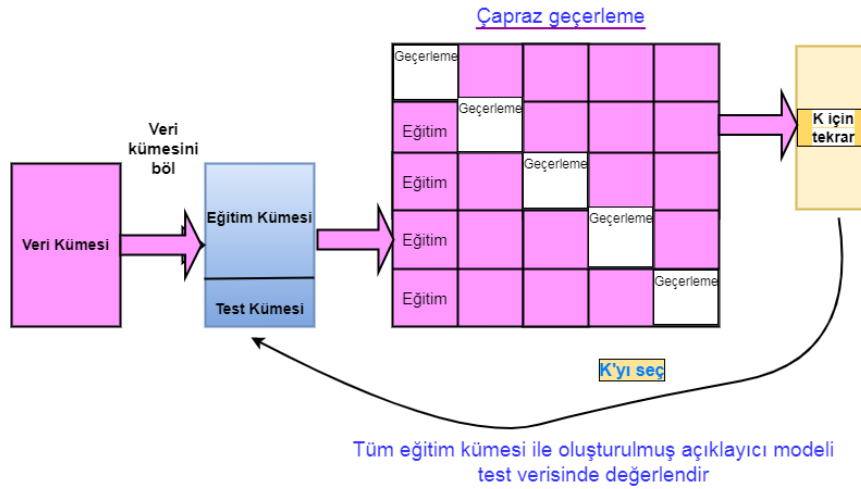 Çapraz geçerleme
Geçerleme
Veri
kümesini
böl
Eğitim
Geçerleme
K için
tekrar
Eğitim
Geçerleme
Veri Kümesi
Eğitim Kümesi
Eğitim
Geçerleme
Test Kümesi
Eğitim
Geçerleme
K'yı seç
Tüm eğitim kümesi ile oluşturulmuş açıklayıcı modeli
test verisinde değerlendir